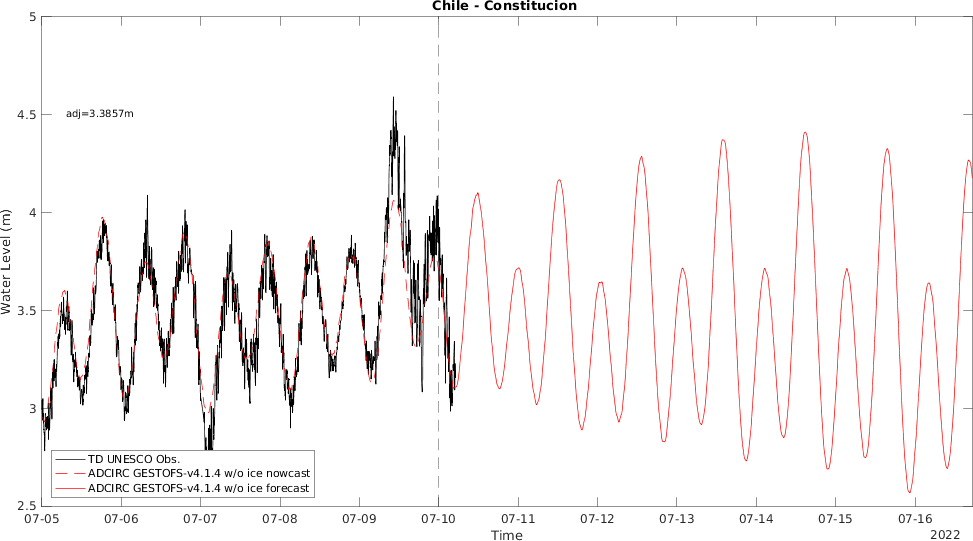 Chile - Constitucion
5
4.5
adj=3.3857m
4
Water Level (m)
3.5
3
TD UNESCO Obs.
ADCIRC GESTOFS-v4.1.4 w/o ice nowcast
ADCIRC GESTOFS-v4.1.4 w/o ice forecast
2.5
07-05 07-06 07-07 07-08 07-09 07-10 07-11 07-12 07-13 07-14 07-15 07-16
Time
2022